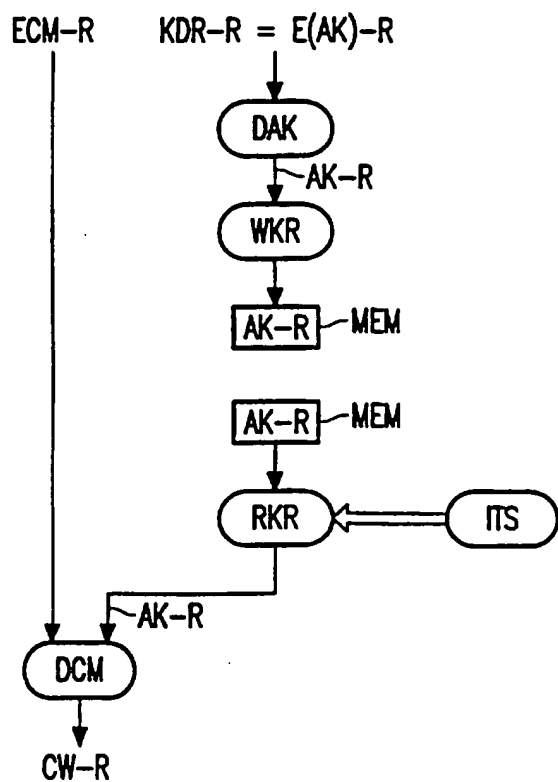 ECM-R
KDR-R = E(AK)-R
DAK
AK-R
WKR
AK-R
MEM
AK-R
MEM
RKR
ITS
AK-R
DCM
CW-R